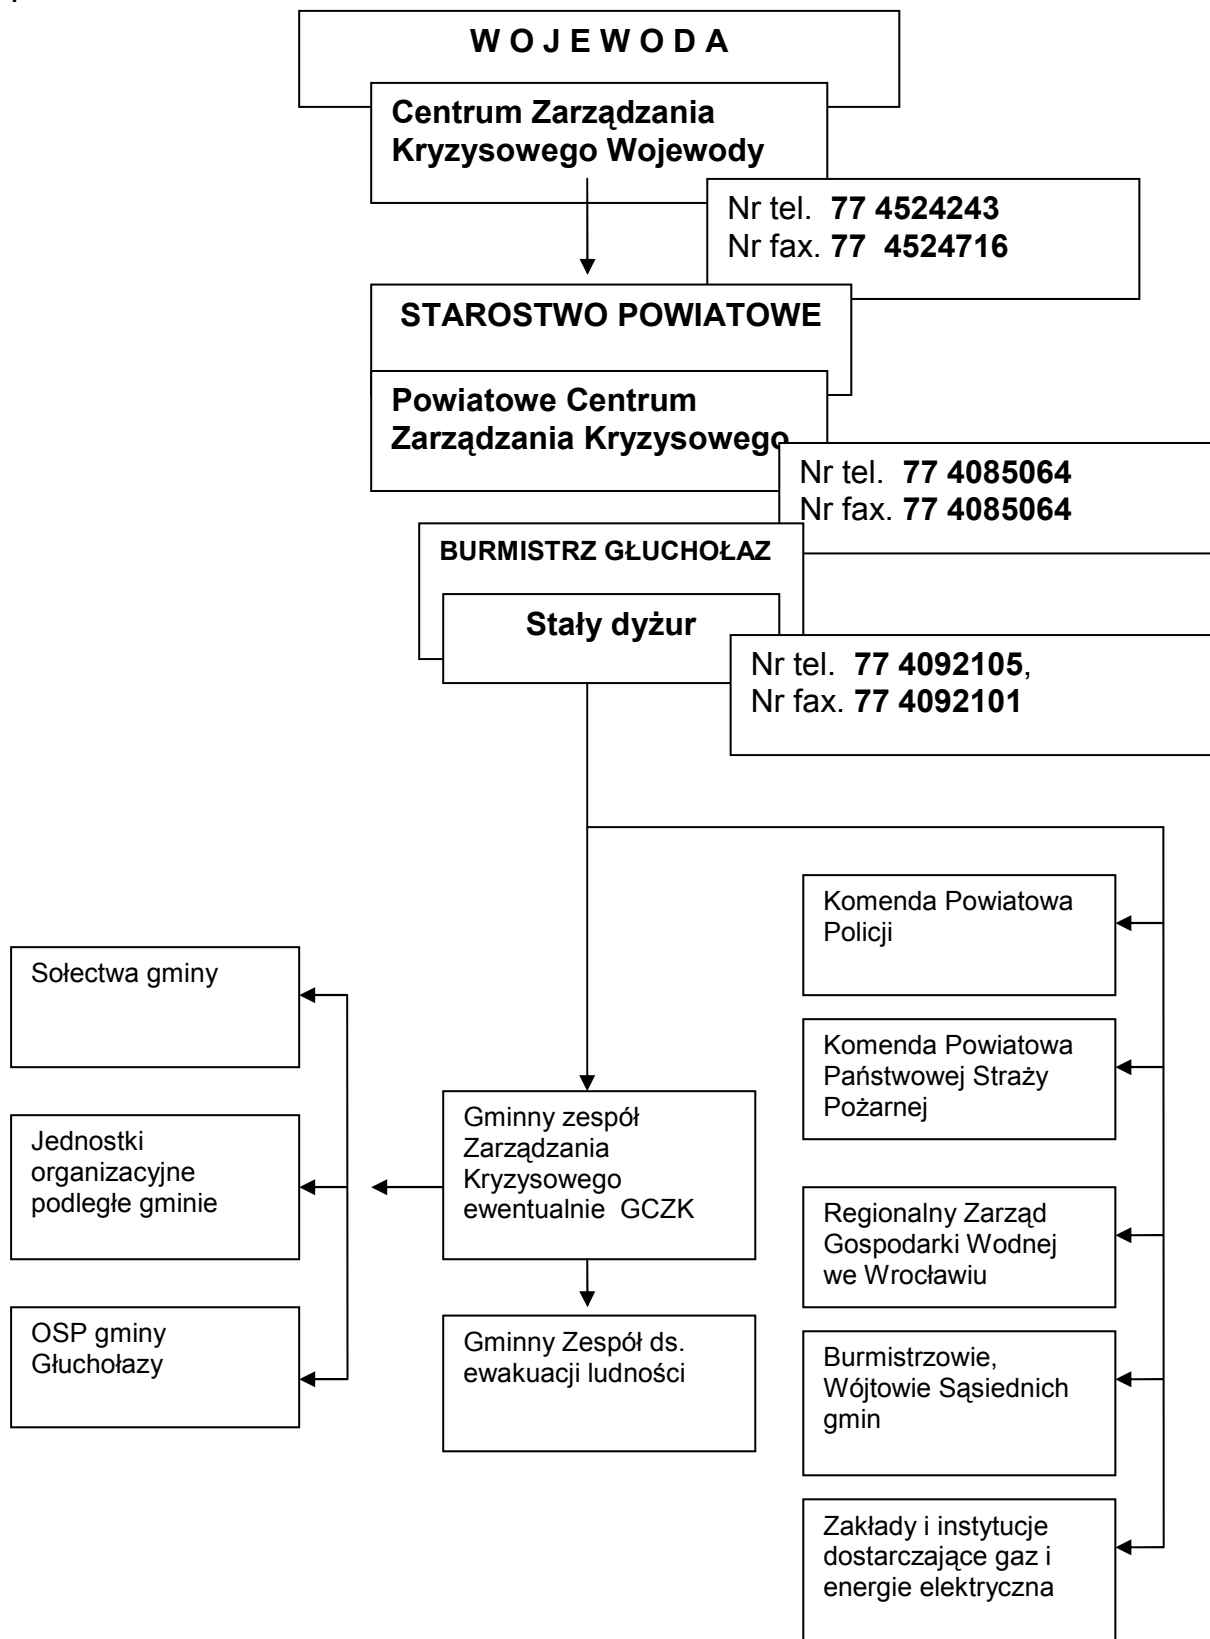 W O J E W O D A
Centrum Zarządzania
Kryzysowego Wojewody
Nr tel.  77 4524243
Nr fax. 77  4524716
STAROSTWO POWIATOWE
Powiatowe Centrum
Zarządzania Kryzysowego
Nr tel.  77 4085064
Nr fax. 77 4085064
BURMISTRZ GŁUCHOŁAZ
Stały dyżur
Nr tel.  77 4092105,
Nr fax. 77 4092101
Sołectwa gminy
Jednostki
organizacyjne
podległe gminie
OSP gminy
Głuchołazy
Gminny zespół
Zarządzania
Kryzysowego
ewentualnie  GCZK
Gminny Zespół ds.
ewakuacji ludności
Komenda Powiatowa
Policji
Komenda Powiatowa
Państwowej Straży
Pożarnej
Regionalny Zarząd
Gospodarki Wodnej
we Wrocławiu
Burmistrzowie,
Wójtowie Sąsiednich
gmin
Zakłady i instytucje
dostarczające gaz i
energie elektryczna